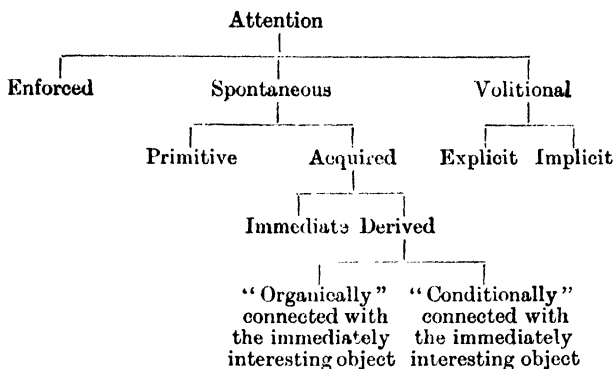 Attention
Enforced Spontaneous Volitional
Primitive Acquired Explicit Implicit
Immediate Derived
“Organically” “Conditionally”
connected with connected with
the immediately the immediately
interesting object interesting object